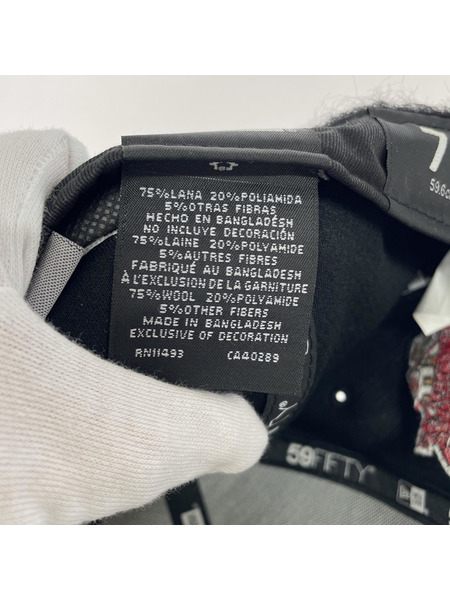 75%LANA 20%POLIAMIDA
5%OTRAS FIBRAS
HECHO EN BANGLADESH
NO INCLUYE DECORACIÓN
75%LAINE 20%POLYAMIDE
5%AUTRES FIBRES
FABRIQUÉ AU BANGLADESH
À L'EXCLUSION DE LA GARNITURE
75%WOOL 20%POLYAMIDE
5%OTHER FIBERS
MADE IN BANGLADESH
EXCLUSIVE OF DECORATION
RN11493 CA40289
7
59.6c
59FIFTY